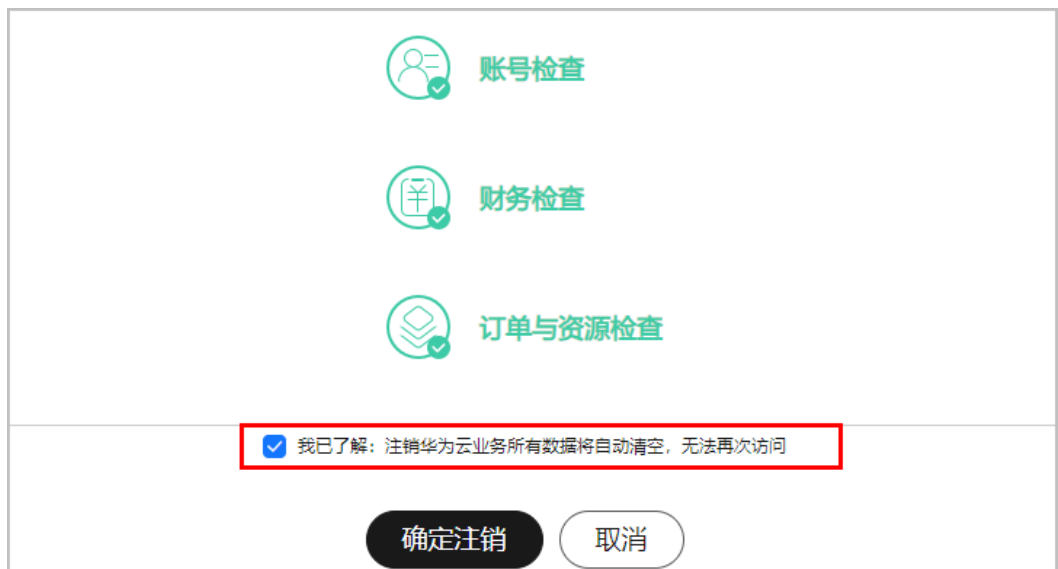 账号检查
财务检查
订单与资源检查
我已了解：注销华为云业务所有数据将自动清空，无法再次访问
确定注销
取消